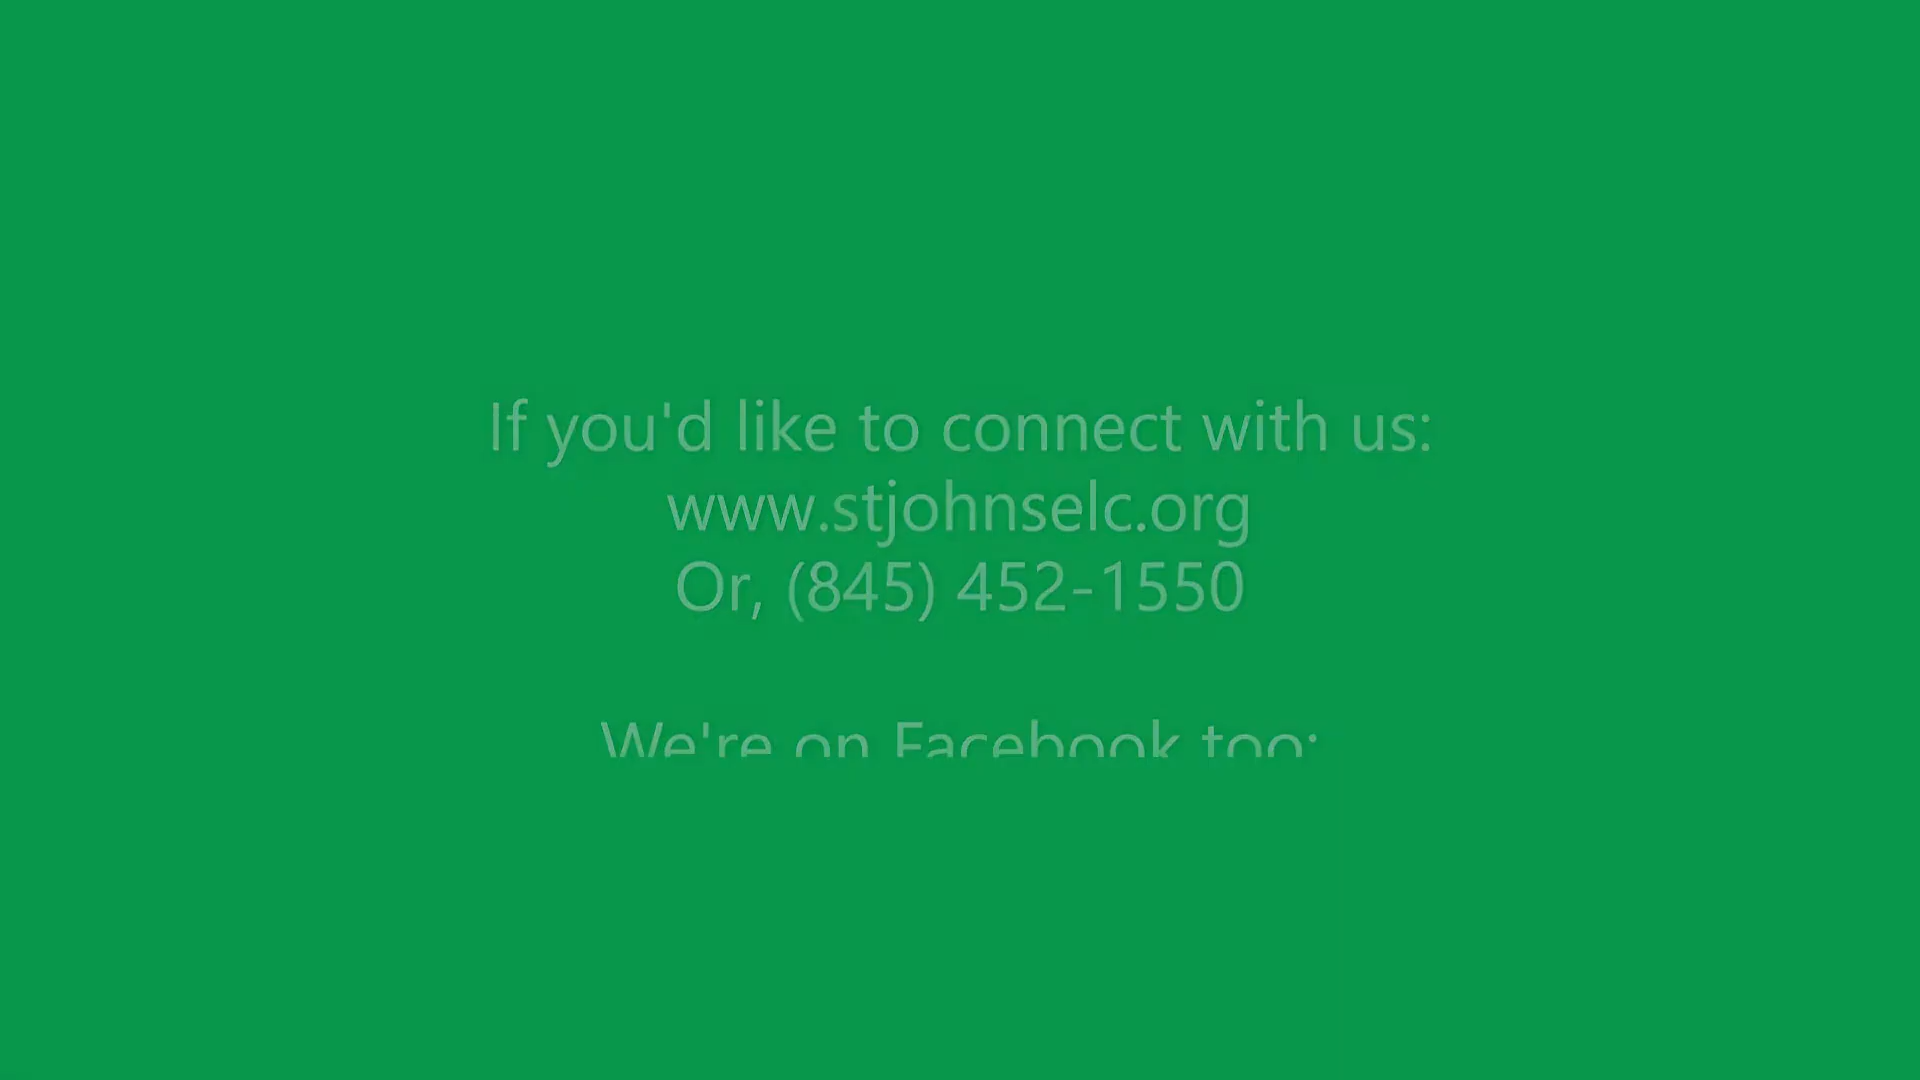 If you'd like to connect with us:
www.stjohnselc.org
Or, (845) 452-1550
We're on Facebook too: